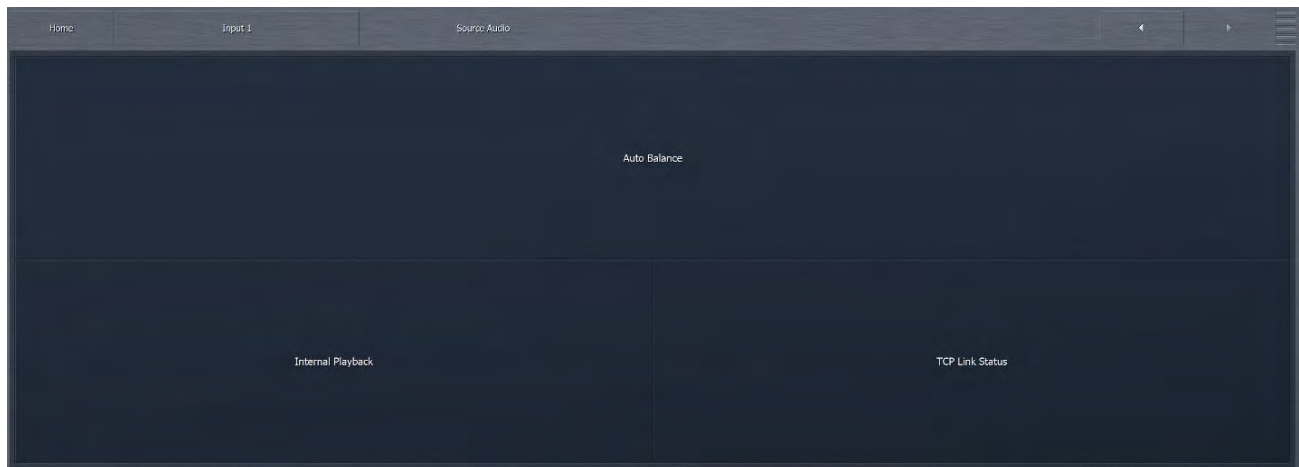 Home Input 1 Source Audio
Auto Balance
Internal Playback TCP Link Status